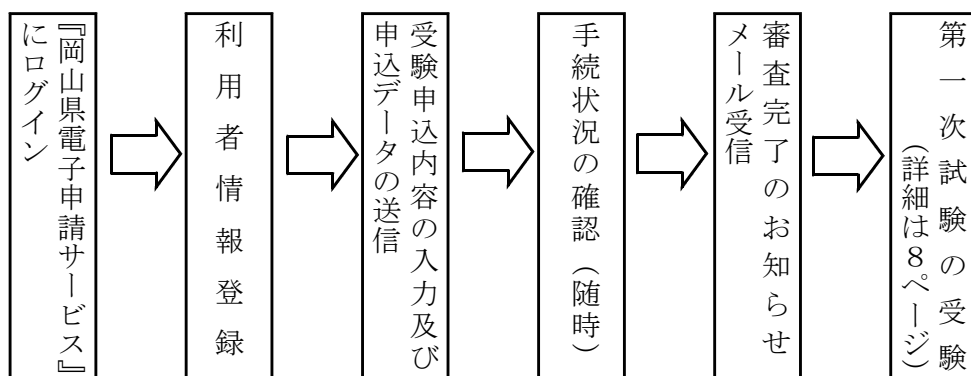 『岡山県電子申請サービス』
にログイン
利用者情報登録
受験申込内容の入力及び
申込データの送信
手続状況の確認（随時）
審査完了のお知らせ
メール受信
第一次試験の受験
（詳細は８ページ）